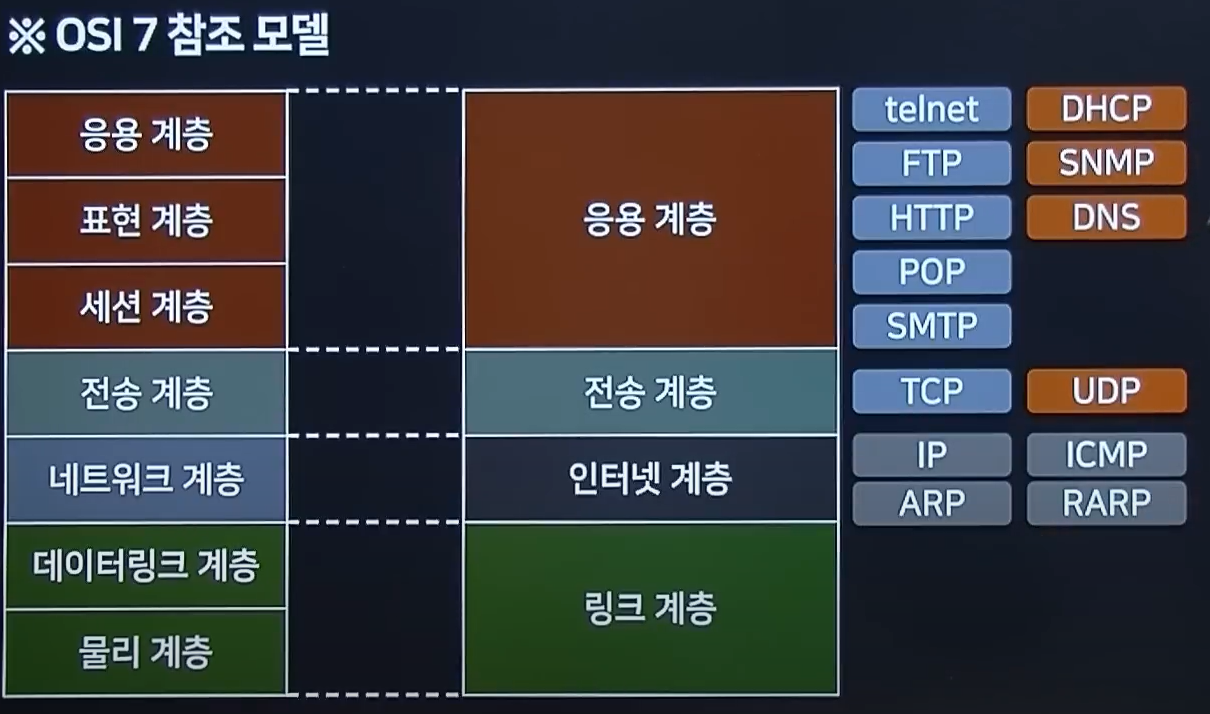 ※ OSI 7 참조 모델
응용 계층
표현 계층
세션 계층
전송 계층
네트워크 계층
데이터링크 계층
물리 계층
응용 계층
전송 계층
인터넷 계층
링크 계층
telnet DHCP
FTP SNMP
HTTP DNS
POP
SMTP
TCP UDP
IP ICMP
ARP RARP